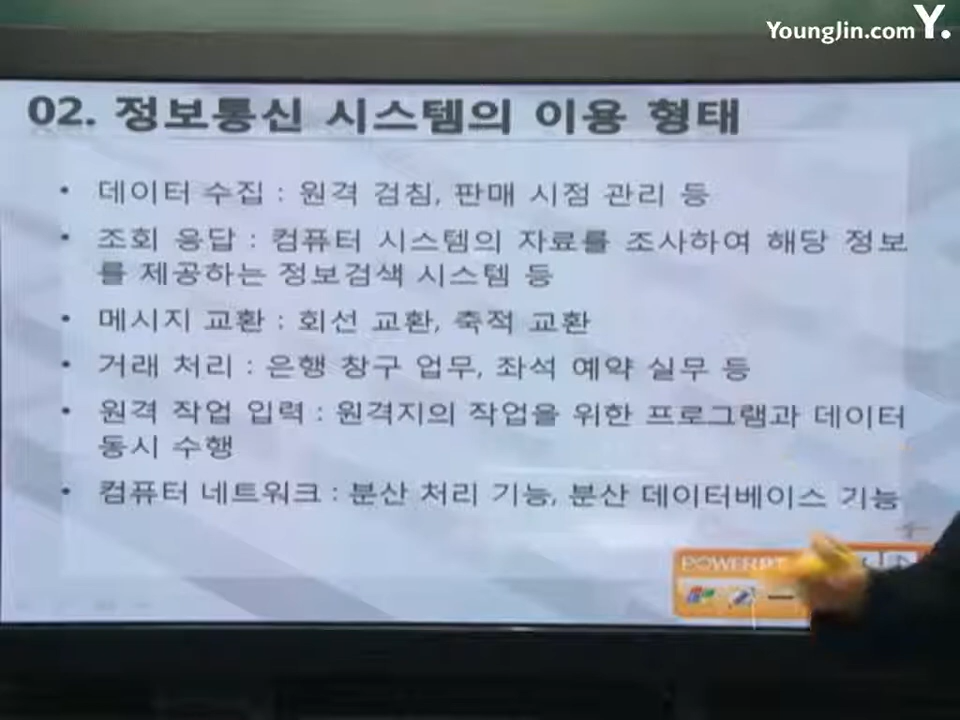 YoungJin.com Y.
02. 정보통신 시스템의 이용 형태
• 데이터 수집 : 원격 검침, 판매 시점 관리 등
• 조회 응답 : 컴퓨터 시스템의 자료를 조사하여 해당 정보
를 제공하는 정보검색 시스템 등
• 메시지 교환 : 회선 교환, 축적 교환
• 거래 처리 : 은행 창구 업무, 좌석 예약 실무 등
• 원격 작업 입력 : 원격지의 작업을 위한 프로그램과 데이터
동시 수행
• 컴퓨터 네트워크 : 분산 처리 기능, 분산 데이터베이스 기능